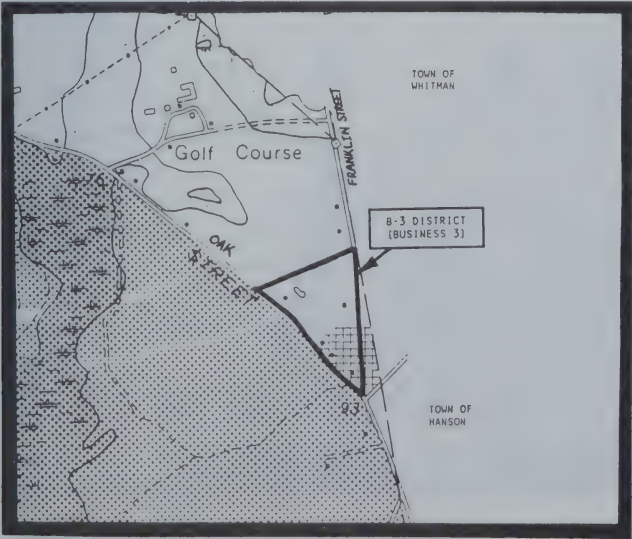 TOWN OF
WHITMAN
FRANKLIN STREET
Golf Course
B-3 DISTRICT
[BUSINESS 3]
OAK
STREET
93
TOWN OF
HANSON